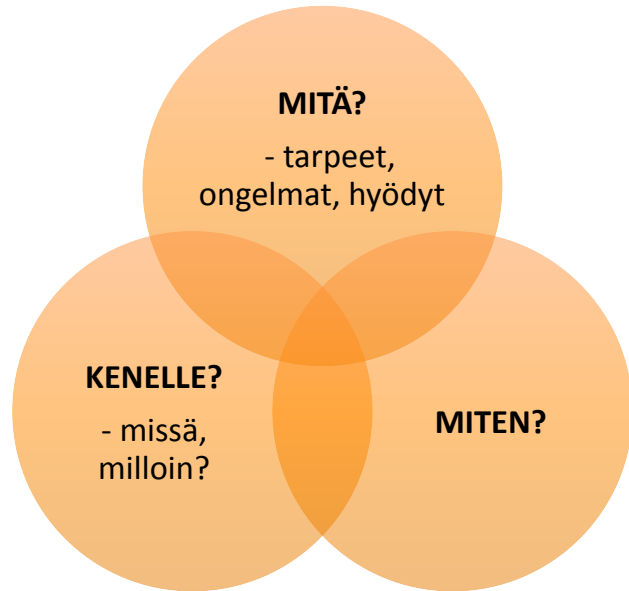 MITÄ?
- tarpeet,
ongelmat, hyödyt
KENELLE?
- missä,
milloin?
MITEN?